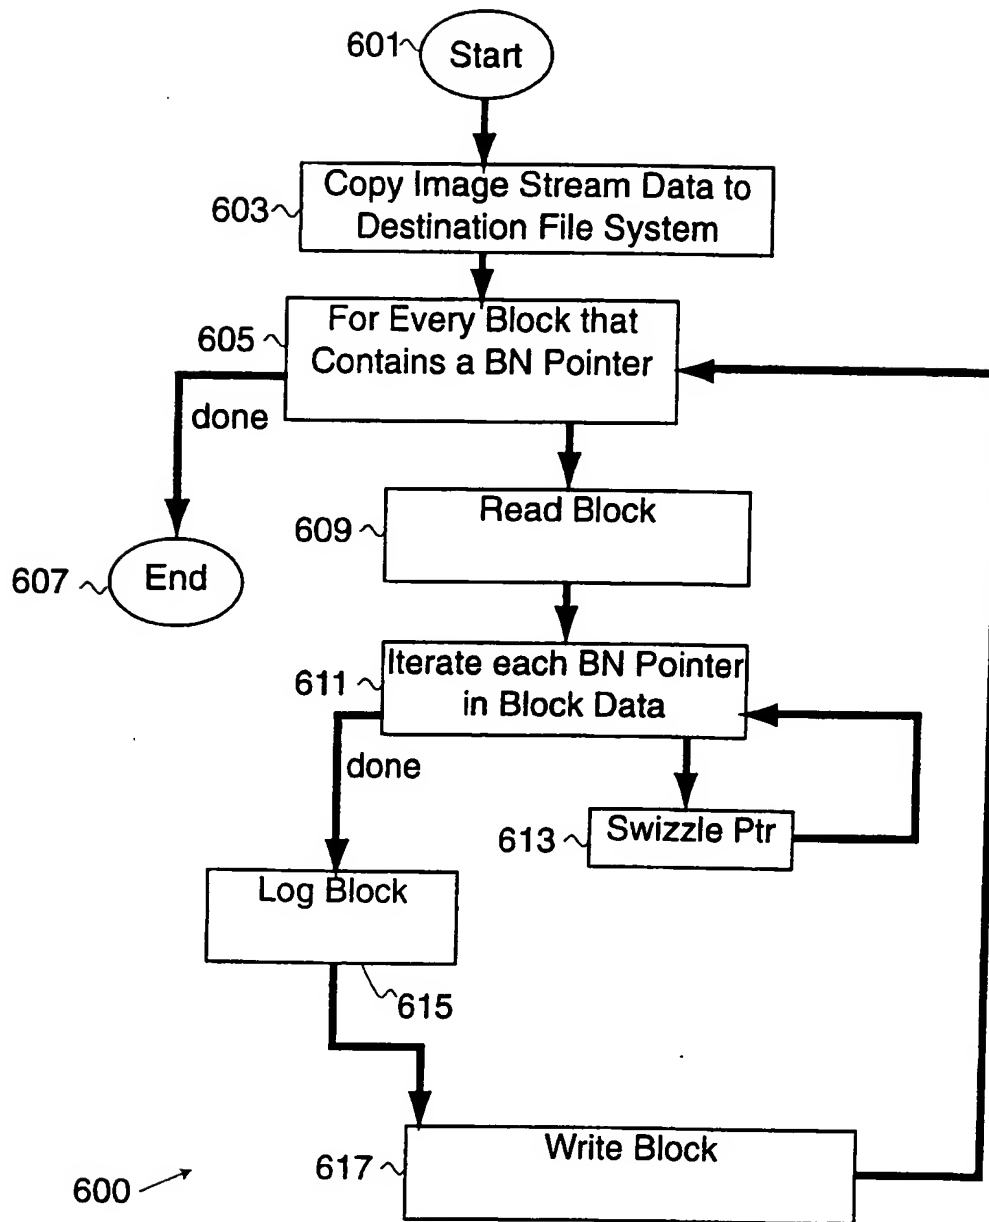 601
Start
603
Copy Image Stream Data to
Destination File System
605
For Every Block that
Contains a BN Pointer
done
609
Read Block
607
End
611
Iterate each BN Pointer
in Block Data
done
613
Swizzle Ptr
Log Block
615
617
Write Block
600